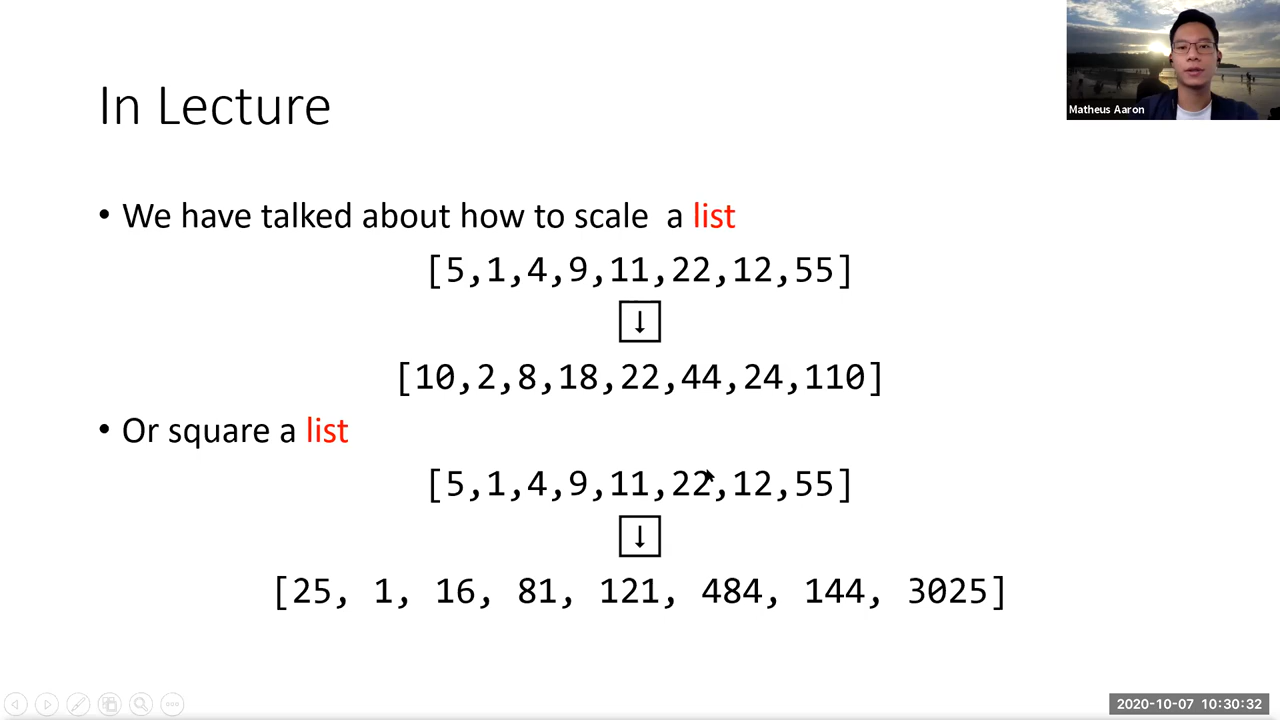 Matheus Aaron
In Lecture
• We have talked about how to scale  a list
[5,1,4,9,11,22,12,55]
↓
[10,2,8,18,22,44,24,110]
• Or square a list
[5,1,4,9,11,22,12,55]
↓
[25, 1, 16, 81, 121, 484, 144, 3025]
2020-10-07 10:30:32